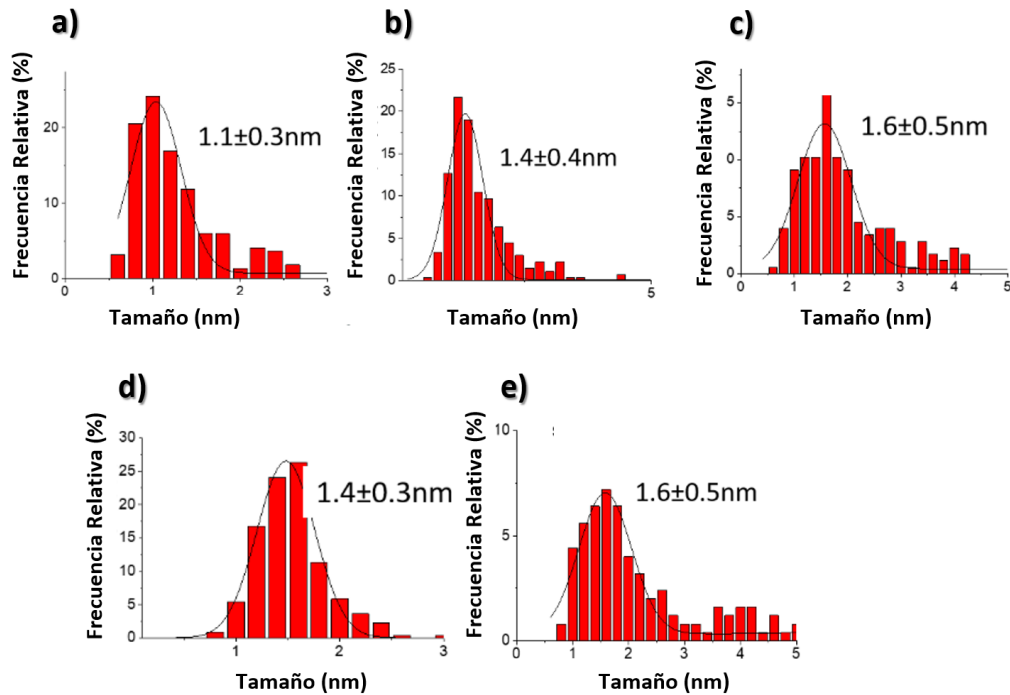 a)
Frecuencia Relativa (%)
20
10
0
0
1
2
3
1.1±0.3nm
Tamaño (nm)
b)
Frecuencia Relativa (%)
25
20
15
10
5
0
5
1.4±0.4nm
Tamaño (nm)
c)
Frecuencia Relativa (%)
5
0
5
0
0
1
2
3
4
5
1.6±0.5nm
Tamaño (nm)
d)
Frecuencia Relativa (%)
30
25
20
15
10
5
0
1
2
3
1.4±0.3nm
Tamaño (nm)
e)
Frecuencia Relativa (%)
10
5
0
0
1
2
3
4
5
1.6±0.5nm
Tamaño (nm)